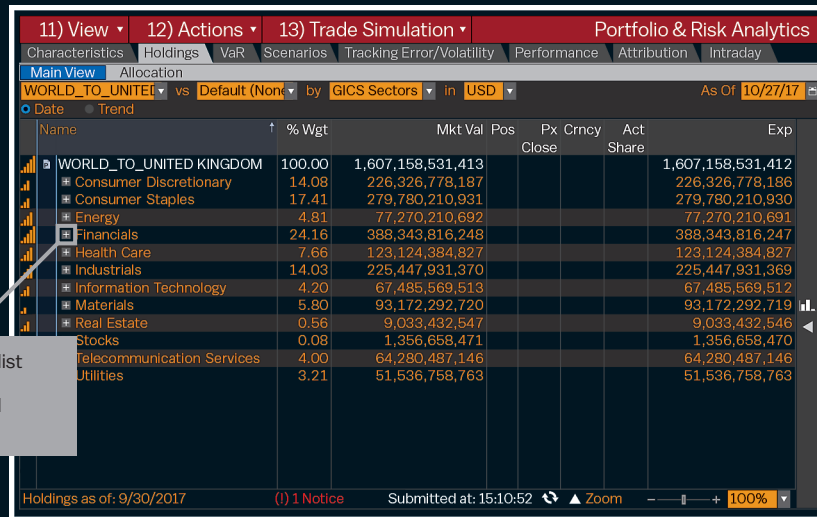 11) View 12) Actions 13) Trade Simulation Portfolio & Risk Analytics
Characteristics Holdings VaR Scenarios Tracking Error/Volatility Performance Attribution Intraday
Main View Allocation
WORLD_TO_UNITED vs Default (None by GICS Sectors in USD As Of 10/27/17
Date Trend
Name ↑ % Wgt Mkt Val Pos Px Close Crncy Act Share Exp
WORLD_TO_UNITED KINGDOM 100.00 1,607,158,531,413 1,607,158,531,412
Consumer Discretionary 14.08 226,326,778,187 226,326,778,186
Consumer Staples 17.41 279,780,210,931 279,780,210,930
Energy 4.81 77,270,210,692 77,270,210,691
Financials 24.16 388,343,816,248 388,343,816,247
Health Care 7.66 123,124,384,827 123,124,384,827
Industrials 14.03 225,447,931,370 225,447,931,369
Information Technology 4.20 67,485,569,513 67,485,569,512
Materials 5.80 93,172,292,720 93,172,292,719
Real Estate 0.56 9,033,432,547 9,033,432,546
Stocks 0.08 1,356,658,471 1,356,658,470
list
Telecommunication Services 4.00 64,280,487,146 64,280,487,146
Utilities 3.21 51,536,758,763 51,536,758,763
Holdings as of: 9/30/2017 (!) 1 Notice Submitted at: 15:10:52 Zoom - + 100%